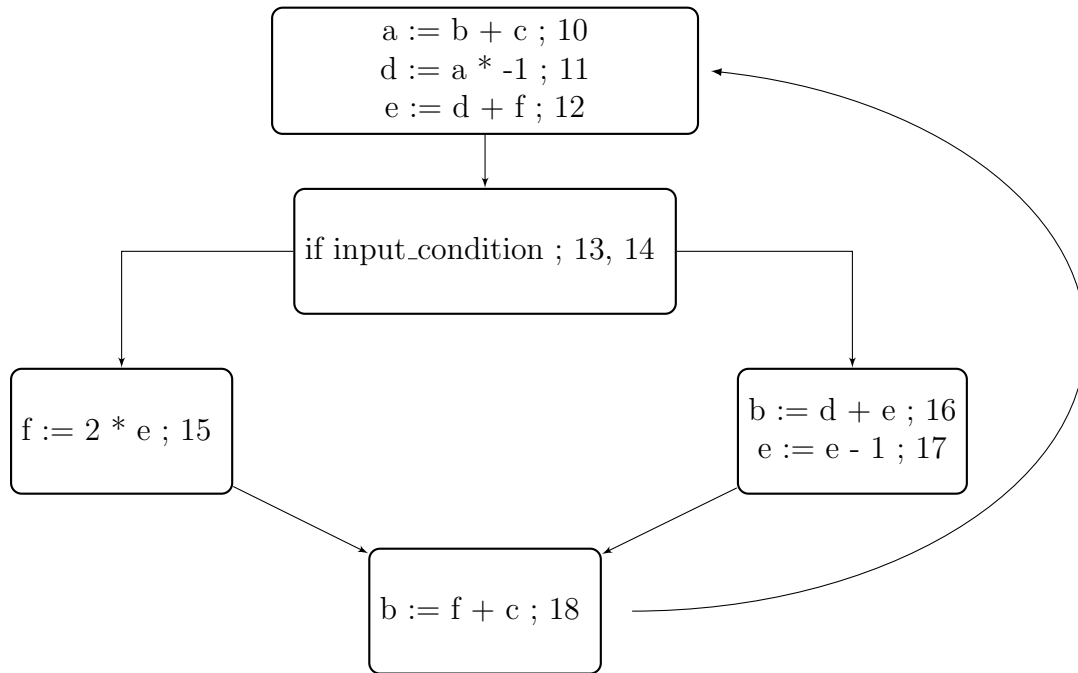 a := b + c ; 10
d := a * -1 ; 11
e := d + f ; 12
if input_condition ; 13, 14
f := 2 * e ; 15
b := d + e ; 16
e := e - 1 ; 17
b := f + c ; 18